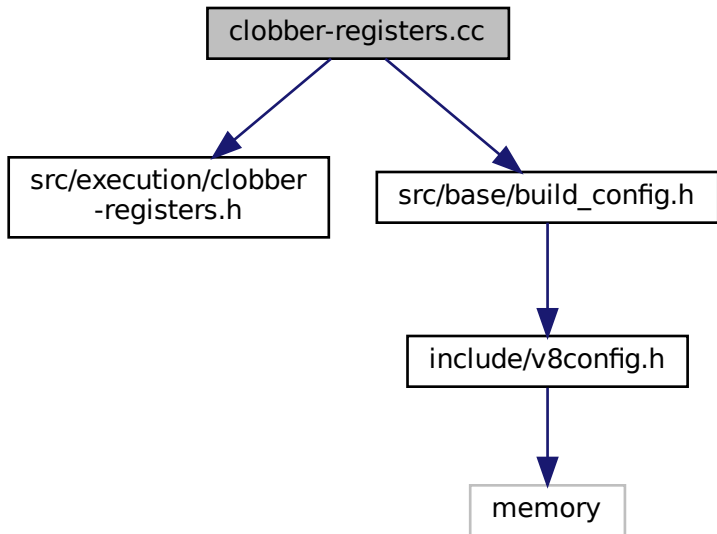 clobber-registers.cc
src/execution/clobber
-registers.h
src/base/build_config.h
include/v8config.h
memory